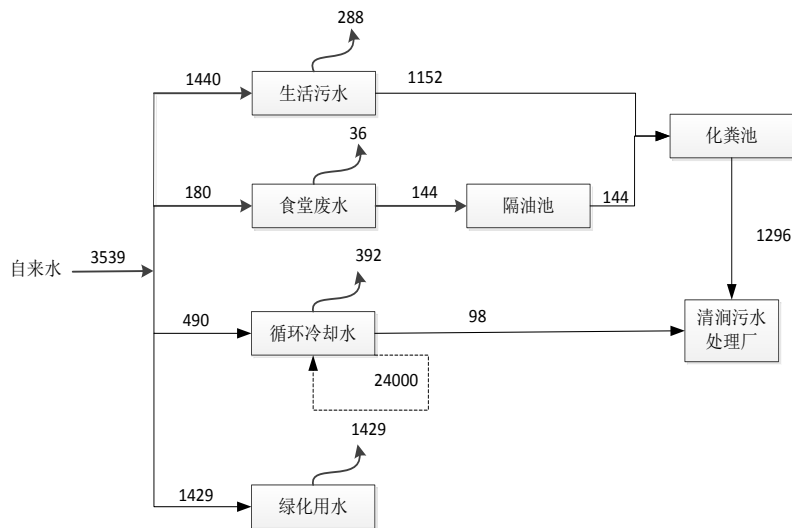 288
1440
生活污水
1152
化粪池
36
180
食堂废水
144
隔油池
144
1296
自来水
3539
392
490
循环冷却水
98
清涧污水
处理厂
24000
1429
1429
绿化用水